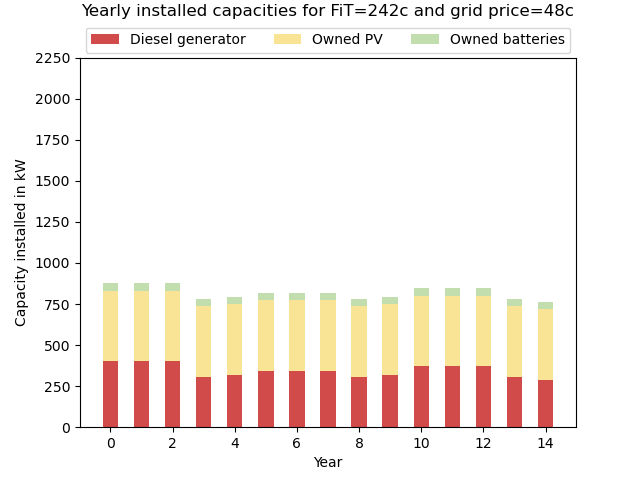 Yearly installed capacities for FiT=242c and grid price=48c
Diesel generator Owned PV Owned batteries
2250
2000
1750
1500
1250
1000
750
500
250
0
Capacity installed in kW
0 2 4 6 8 10 12 14
Year